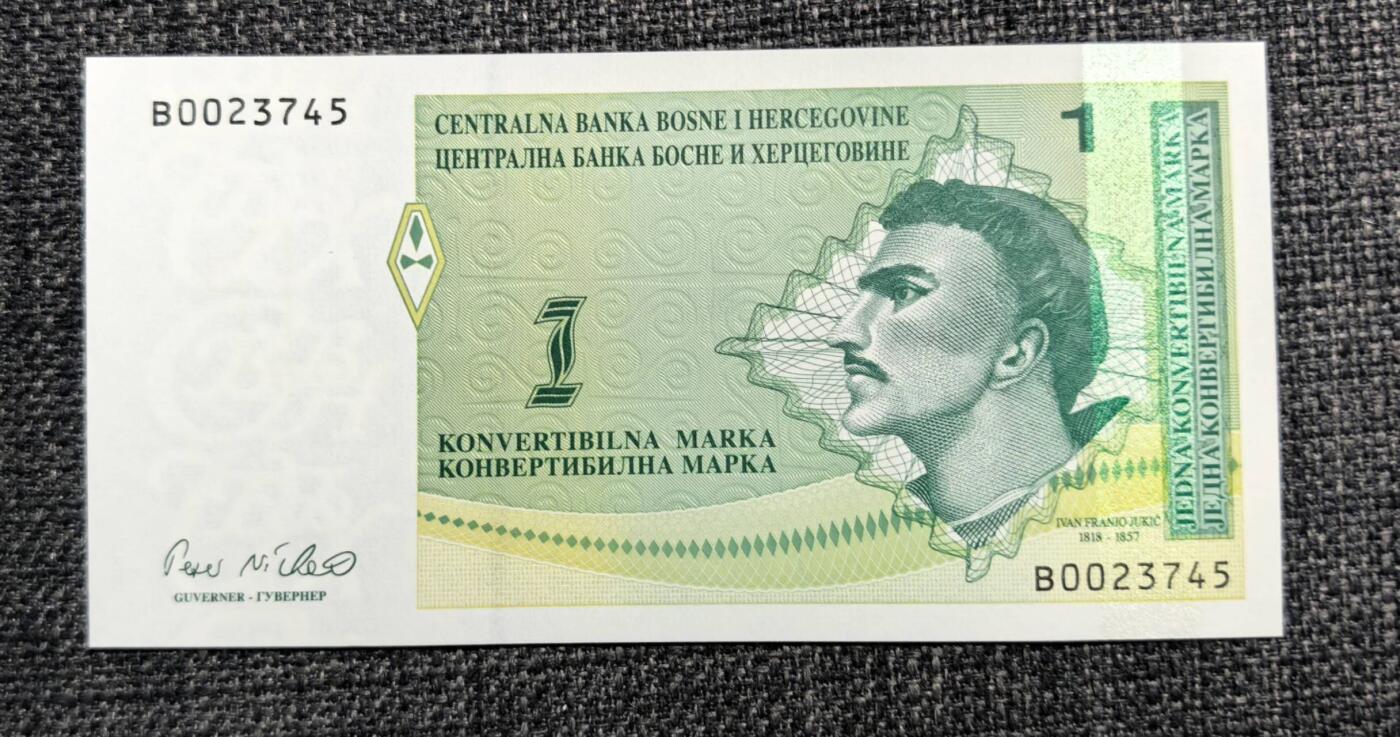 B0023745
CENTRALNA BANKA BOSNE I HERCEGOVINE
ЦЕНТРАЛНА БАНКА БОСНЕ И ХЕРЦЕГОВИНЕ
1
1
KONVERTIBILNA MARKA
КОНВЕРТИБИЛНА МАРКА
JEDNA KONVERTIBIENA MARKA
ЈЕДНА КОНВЕРТИБИЛНА МАРКА
IVAN FRANJO JUKIĆ
1818 - 1857
B0023745
GUVERNER - ГУВЕРНЕР